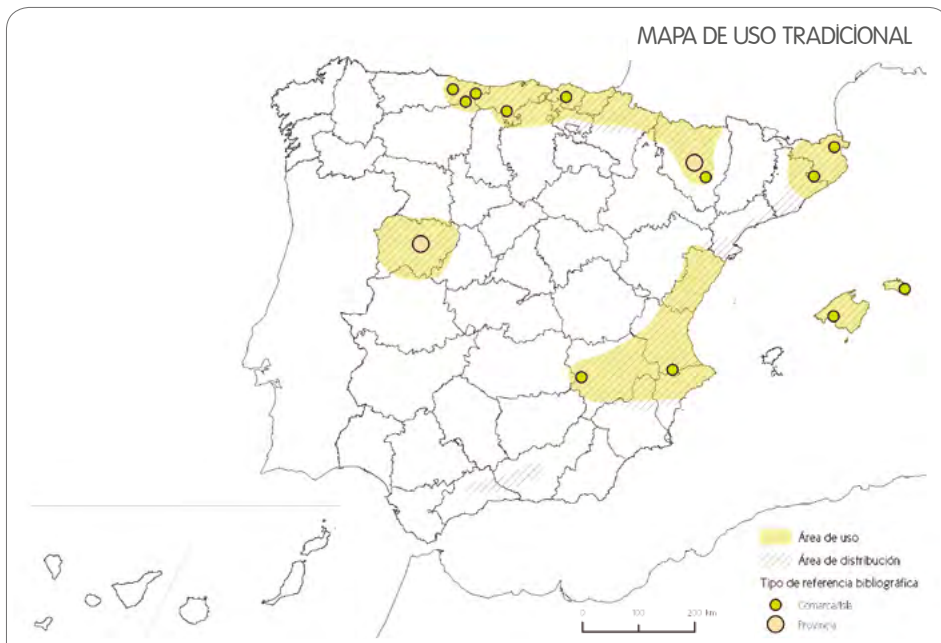 MAPA DE USO TRADICIONAL
Área de uso
Área de distribución
Tipo de referencia bibliográfica
Comarca/Isla
Provincia
0 100 200 km